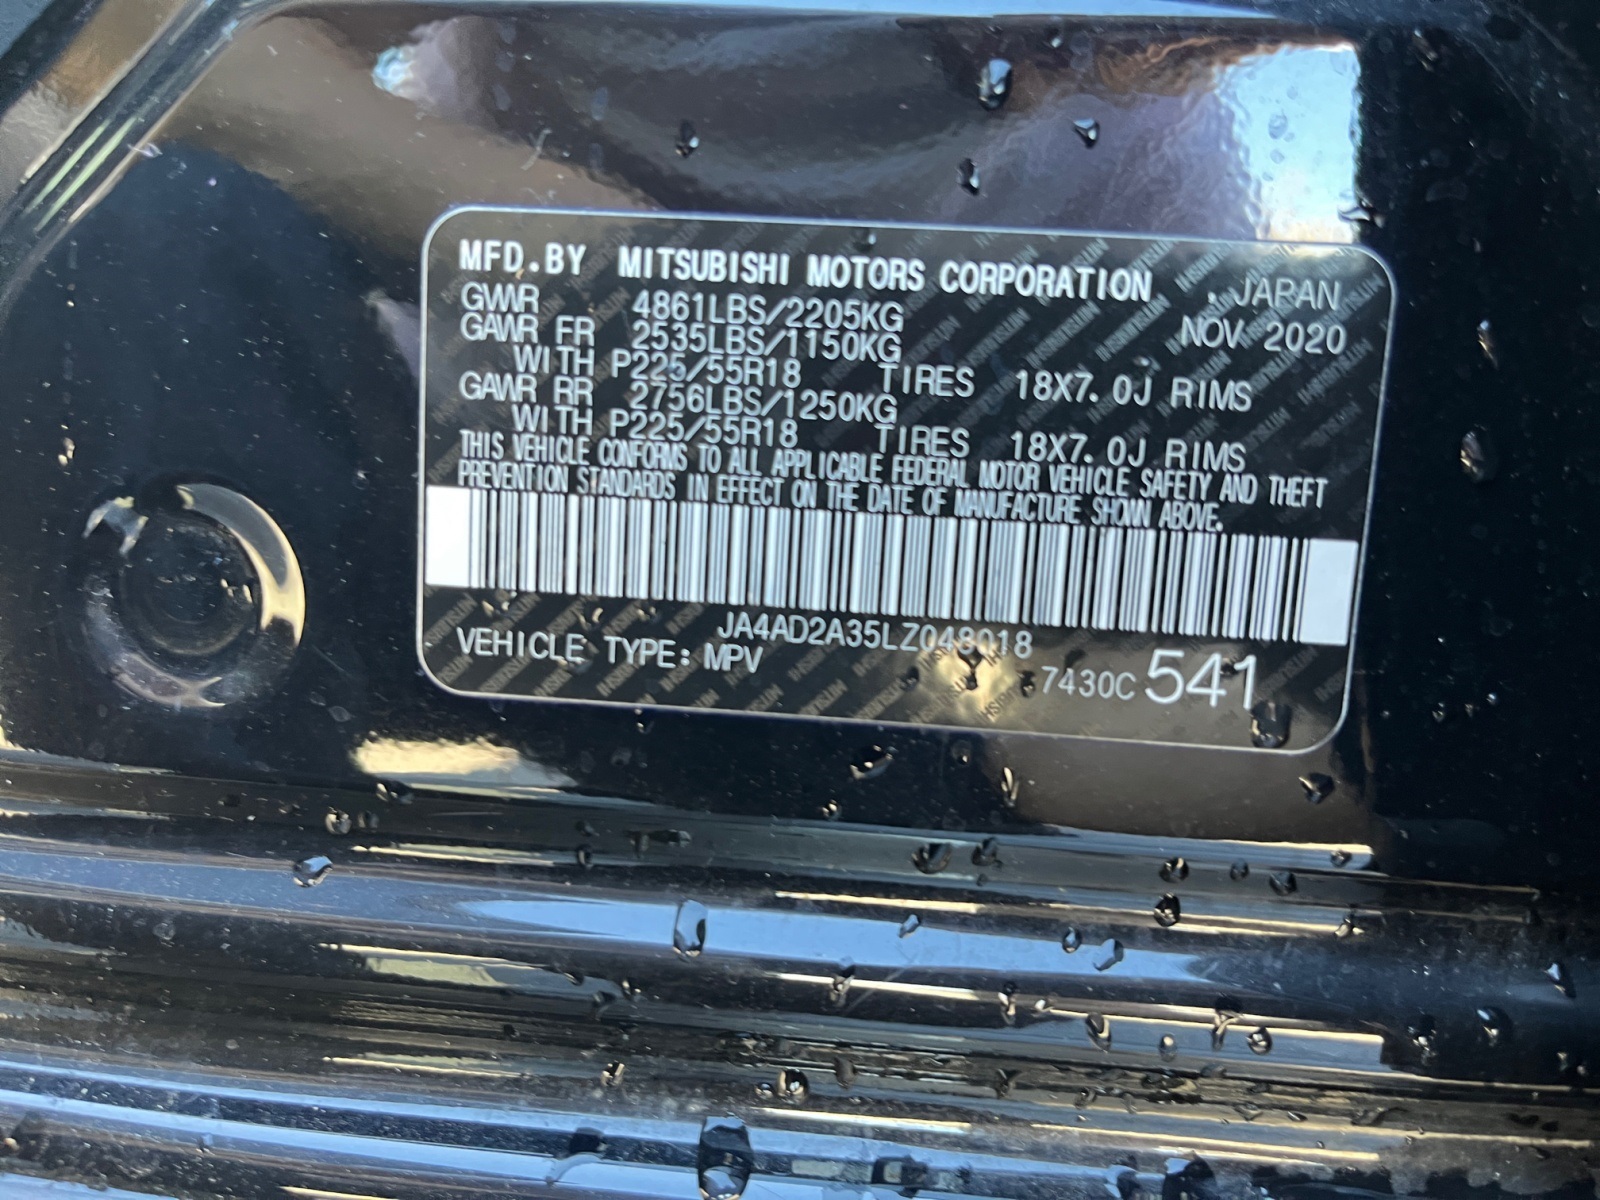 MFD.BY MITSUBISHI MOTORS CORPORATION JAPAN
GVWR 4861LBS/2205KG NOV 2020
GAWR FR 2535LBS/1150KG
WITH P225/55R18 TIRES 18X7.0J RIMS
GAWR RR 2756LBS/1250KG
WITH P225/55R18 TIRES 18X7.0J RIMS
THIS VEHICLE CONFORMS TO ALL APPLICABLE FEDERAL MOTOR VEHICLE SAFETY AND THEFT
PREVENTION STANDARDS IN EFFECT ON THE DATE OF MANUFACTURE SHOWN ABOVE.
JA4AD2A35LZ048018
VEHICLE TYPE: MPV
7430C 541